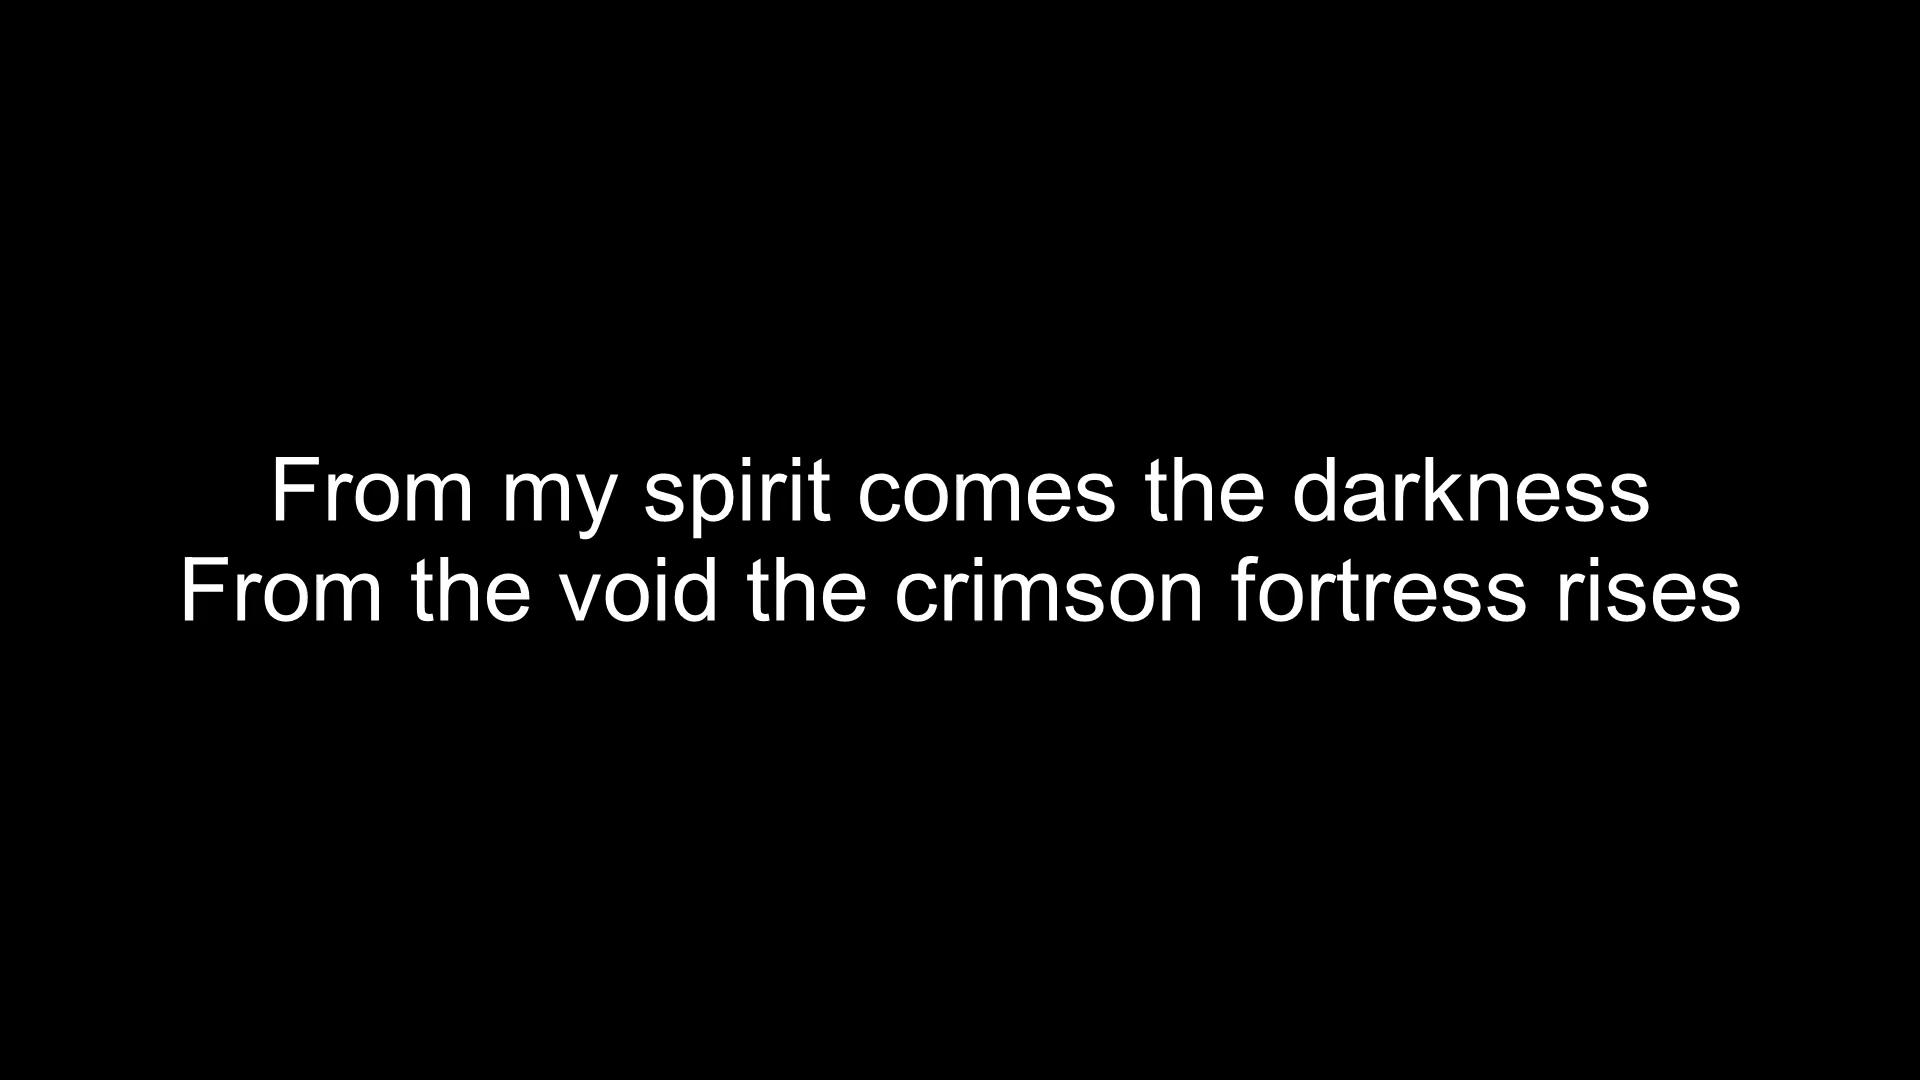 From my spirit comes the darkness
From the void the crimson fortress rises